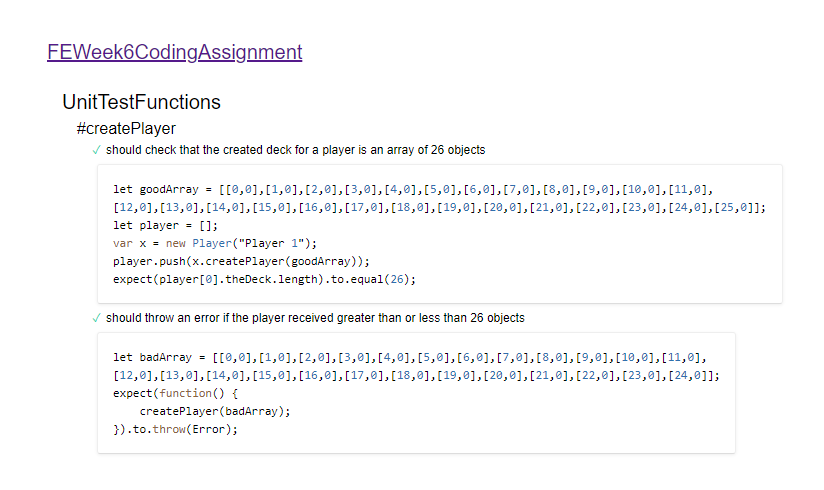 FEWeek6CodingAssignment
UnitTestFunctions
#createPlayer
✓ should check that the created deck for a player is an array of 26 objects
let goodArray = [[0,0],[1,0],[2,0],[3,0],[4,0],[5,0],[6,0],[7,0],[8,0],[9,0],[10,0],[11,0],
[12,0],[13,0],[14,0],[15,0],[16,0],[17,0],[18,0],[19,0],[20,0],[21,0],[22,0],[23,0],[24,0],[25,0]];
let player = [];
var x = new Player("Player 1");
player.push(x.createPlayer(goodArray));
expect(player[0].theDeck.length).to.equal(26);
✓ should throw an error if the player received greater than or less than 26 objects
let badArray = [[0,0],[1,0],[2,0],[3,0],[4,0],[5,0],[6,0],[7,0],[8,0],[9,0],[10,0],[11,0],
[12,0],[13,0],[14,0],[15,0],[16,0],[17,0],[18,0],[19,0],[20,0],[21,0],[22,0],[23,0],[24,0]];
expect(function() {
    createPlayer(badArray);
}).to.throw(Error);